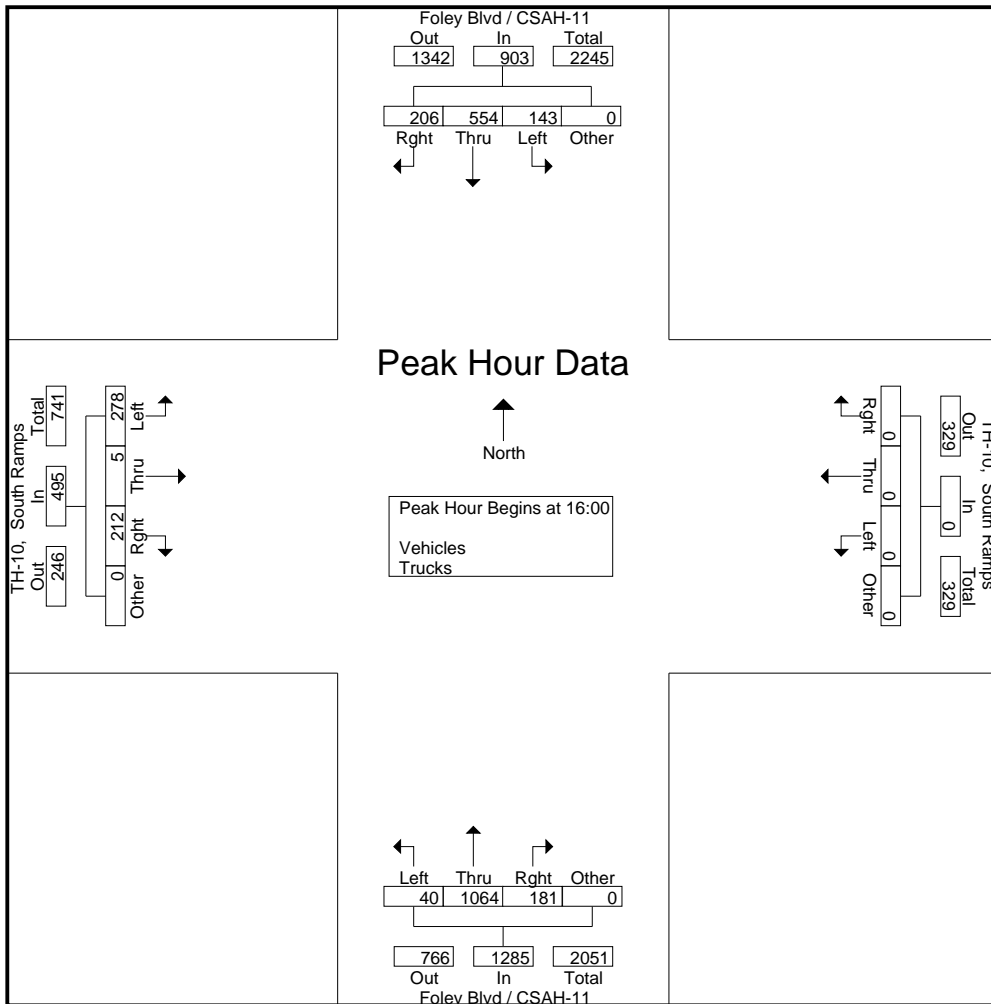 Foley Blvd / CSAH-11
Out In Total
1342 903 2245
206 554 143 0
Rght Thru Left Other
Peak Hour Data
North
Peak Hour Begins at 16:00
Vehicles
Trucks
TH-10, South Ramps
Out In Total
246 495 741
Left Thru Rght Other
278 5 212 0
TH-10, South Ramps
Out In Total
329 0 329
Rght Thru Left Other
0 0 0 0
Left Thru Rght Other
40 1064 181 0
766 1285 2051
Out In Total
Foley Blvd / CSAH-11